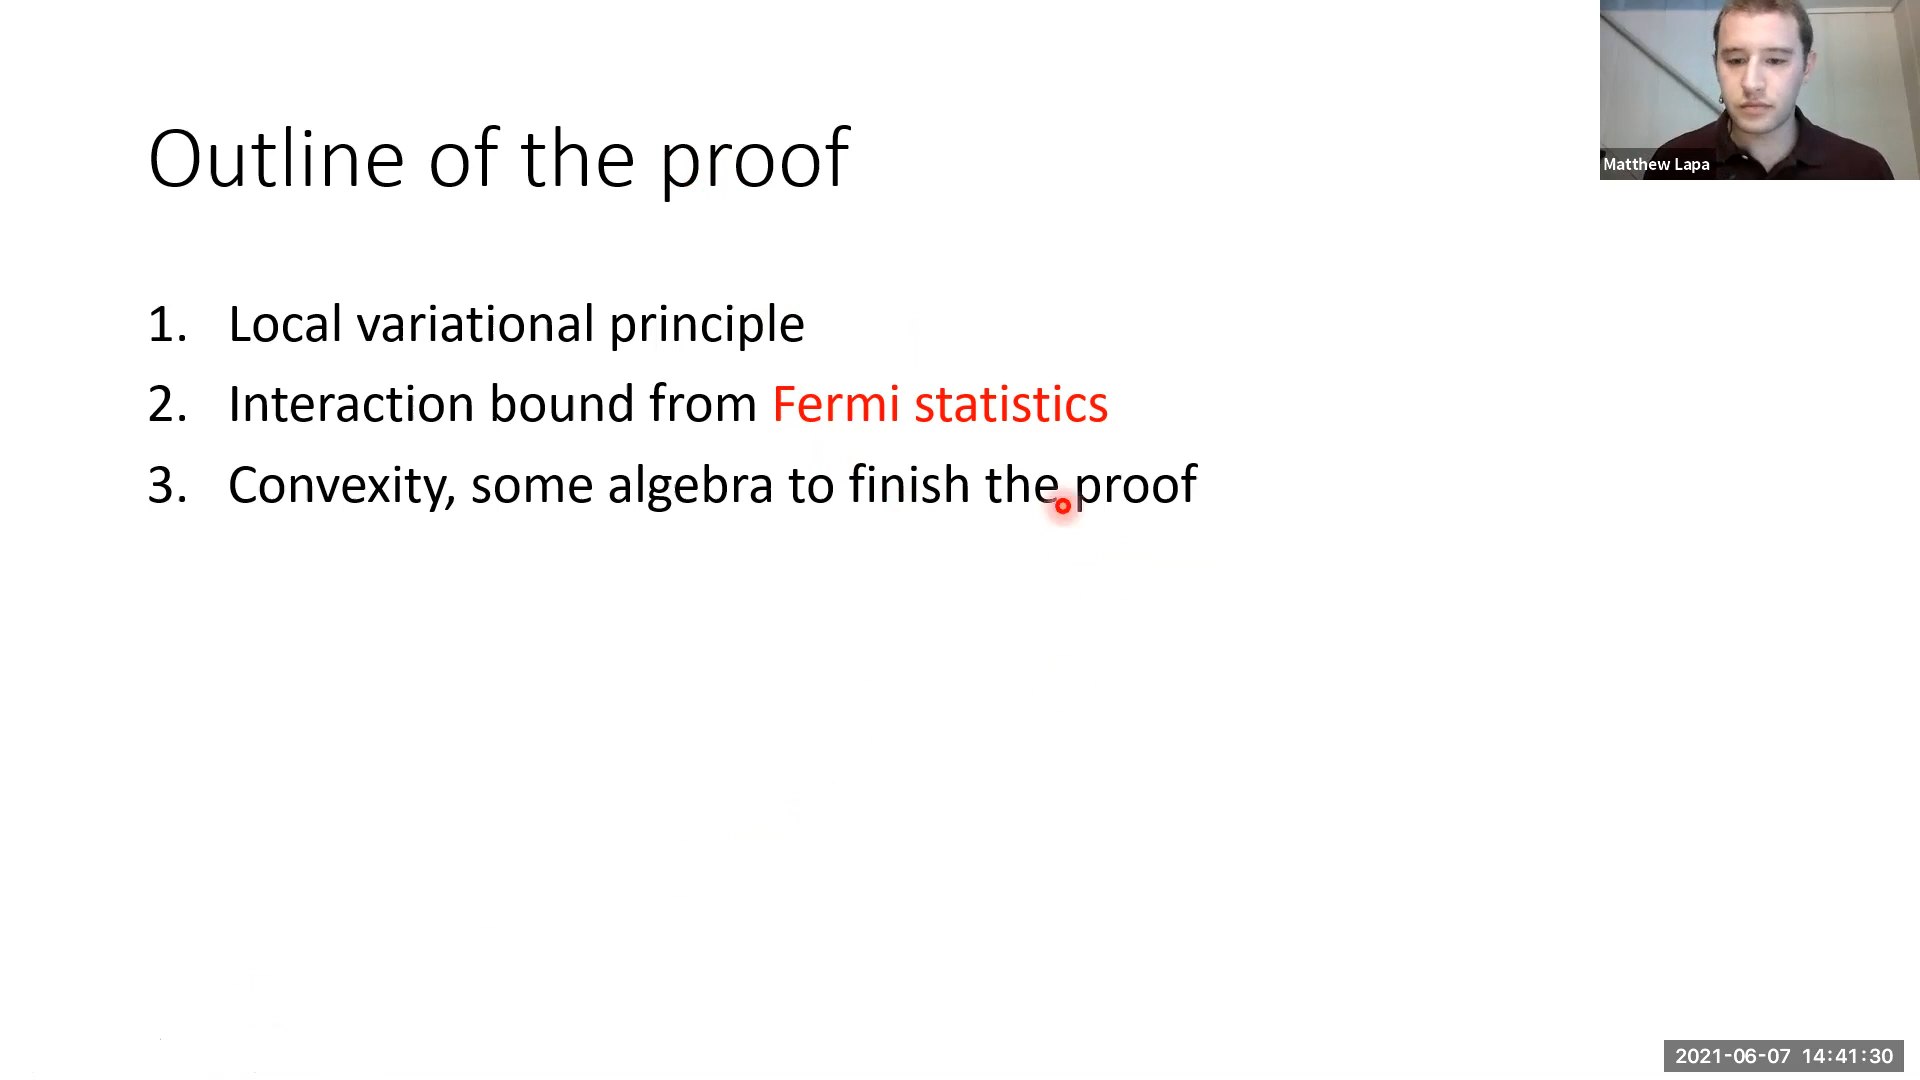 Outline of the proof
1. Local variational principle
2. Interaction bound from Fermi statistics
3. Convexity, some algebra to finish the proof
Matthew Lapa
2021-06-07 14:41:30